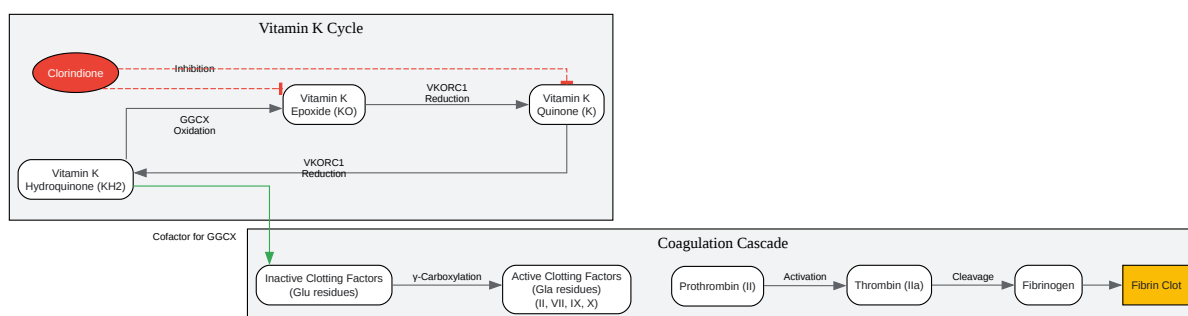 Vitamin K Cycle
Clorindione
Inhibition
Vitamin K
Epoxide (KO)
VKORC1
Reduction
Vitamin K
Quinone (K)
GGCX
Oxidation
VKORC1
Reduction
Vitamin K
Hydroquinone (KH2)
Cofactor for GGCX
Coagulation Cascade
Inactive Clotting Factors
(Glu residues)
γ-Carboxylation
Active Clotting Factors
(Gla residues)
(II, VII, IX, X)
Prothrombin (II)
Activation
Thrombin (IIa)
Cleavage
Fibrinogen
Fibrin Clot